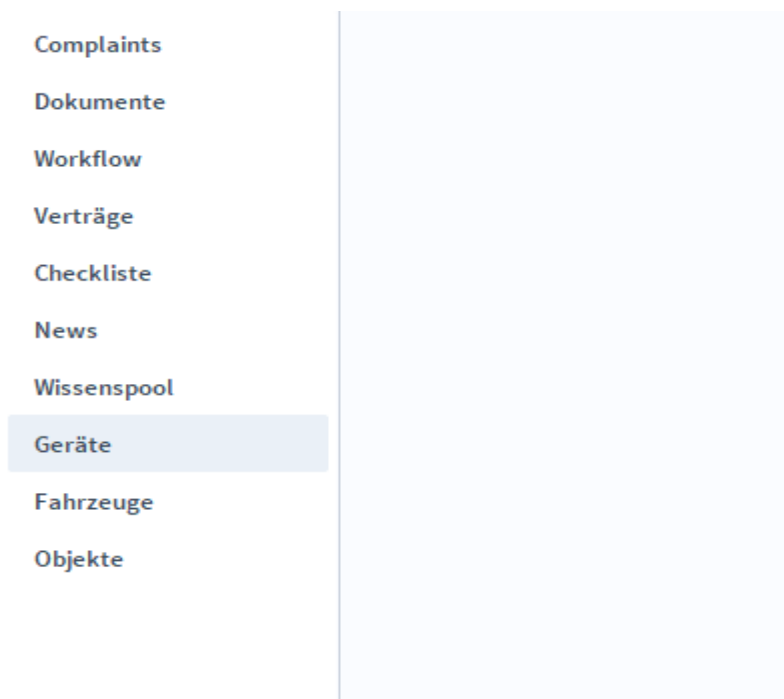 Complaints
Dokumente
Workflow
Verträge
Checkliste
News
Wissenspool
Geräte
Fahrzeuge
Objekte